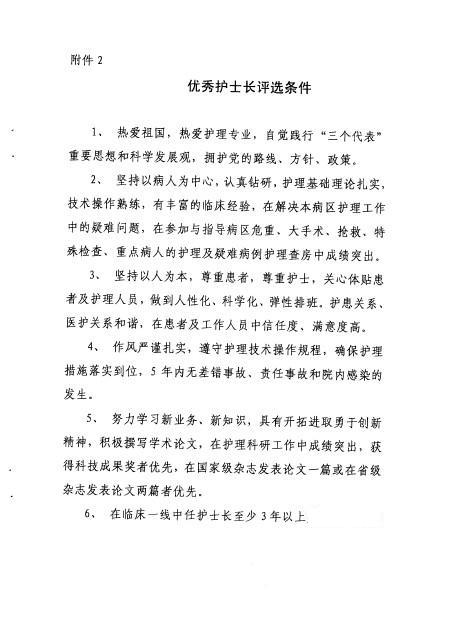 附件 2
优秀护士长评选条件
1、 热爱祖国，热爱护理专业，自觉践行“三个代表”
重要思想和科学发展观，拥护党的路线、方针、政策。
2、 坚持以病人为中心，认真钻研，护理基础理论扎实，
技术操作熟练，有丰富的临床经验，在解决本病区护理工作
中的疑难问题，在参加与指导病区危重、大手术、抢救、特
殊检查、重点病人的护理及疑难病例护理查房中成绩突出。
3、 坚持以人为本，尊重患者，尊重护士，关心体贴患
者及护理人员，做到人性化、科学化、弹性排班。护患关系、
医护关系和谐，在患者及工作人员中信任度、满意度高。
4、 作风严谨扎实，遵守护理技术操作规程，确保护理
措施落实到位，5 年内无差错事故、责任事故和院内感染的
发生。
5、 努力学习新业务、新知识，具有开拓进取勇于创新
精神，积极撰写学术论文，在护理科研工作中成绩突出，获
得科技成果奖者优先，在国家级杂志发表论文一篇或在省级
杂志发表论文两篇者优先。
6、 在临床一线中任护士长至少 3 年以上